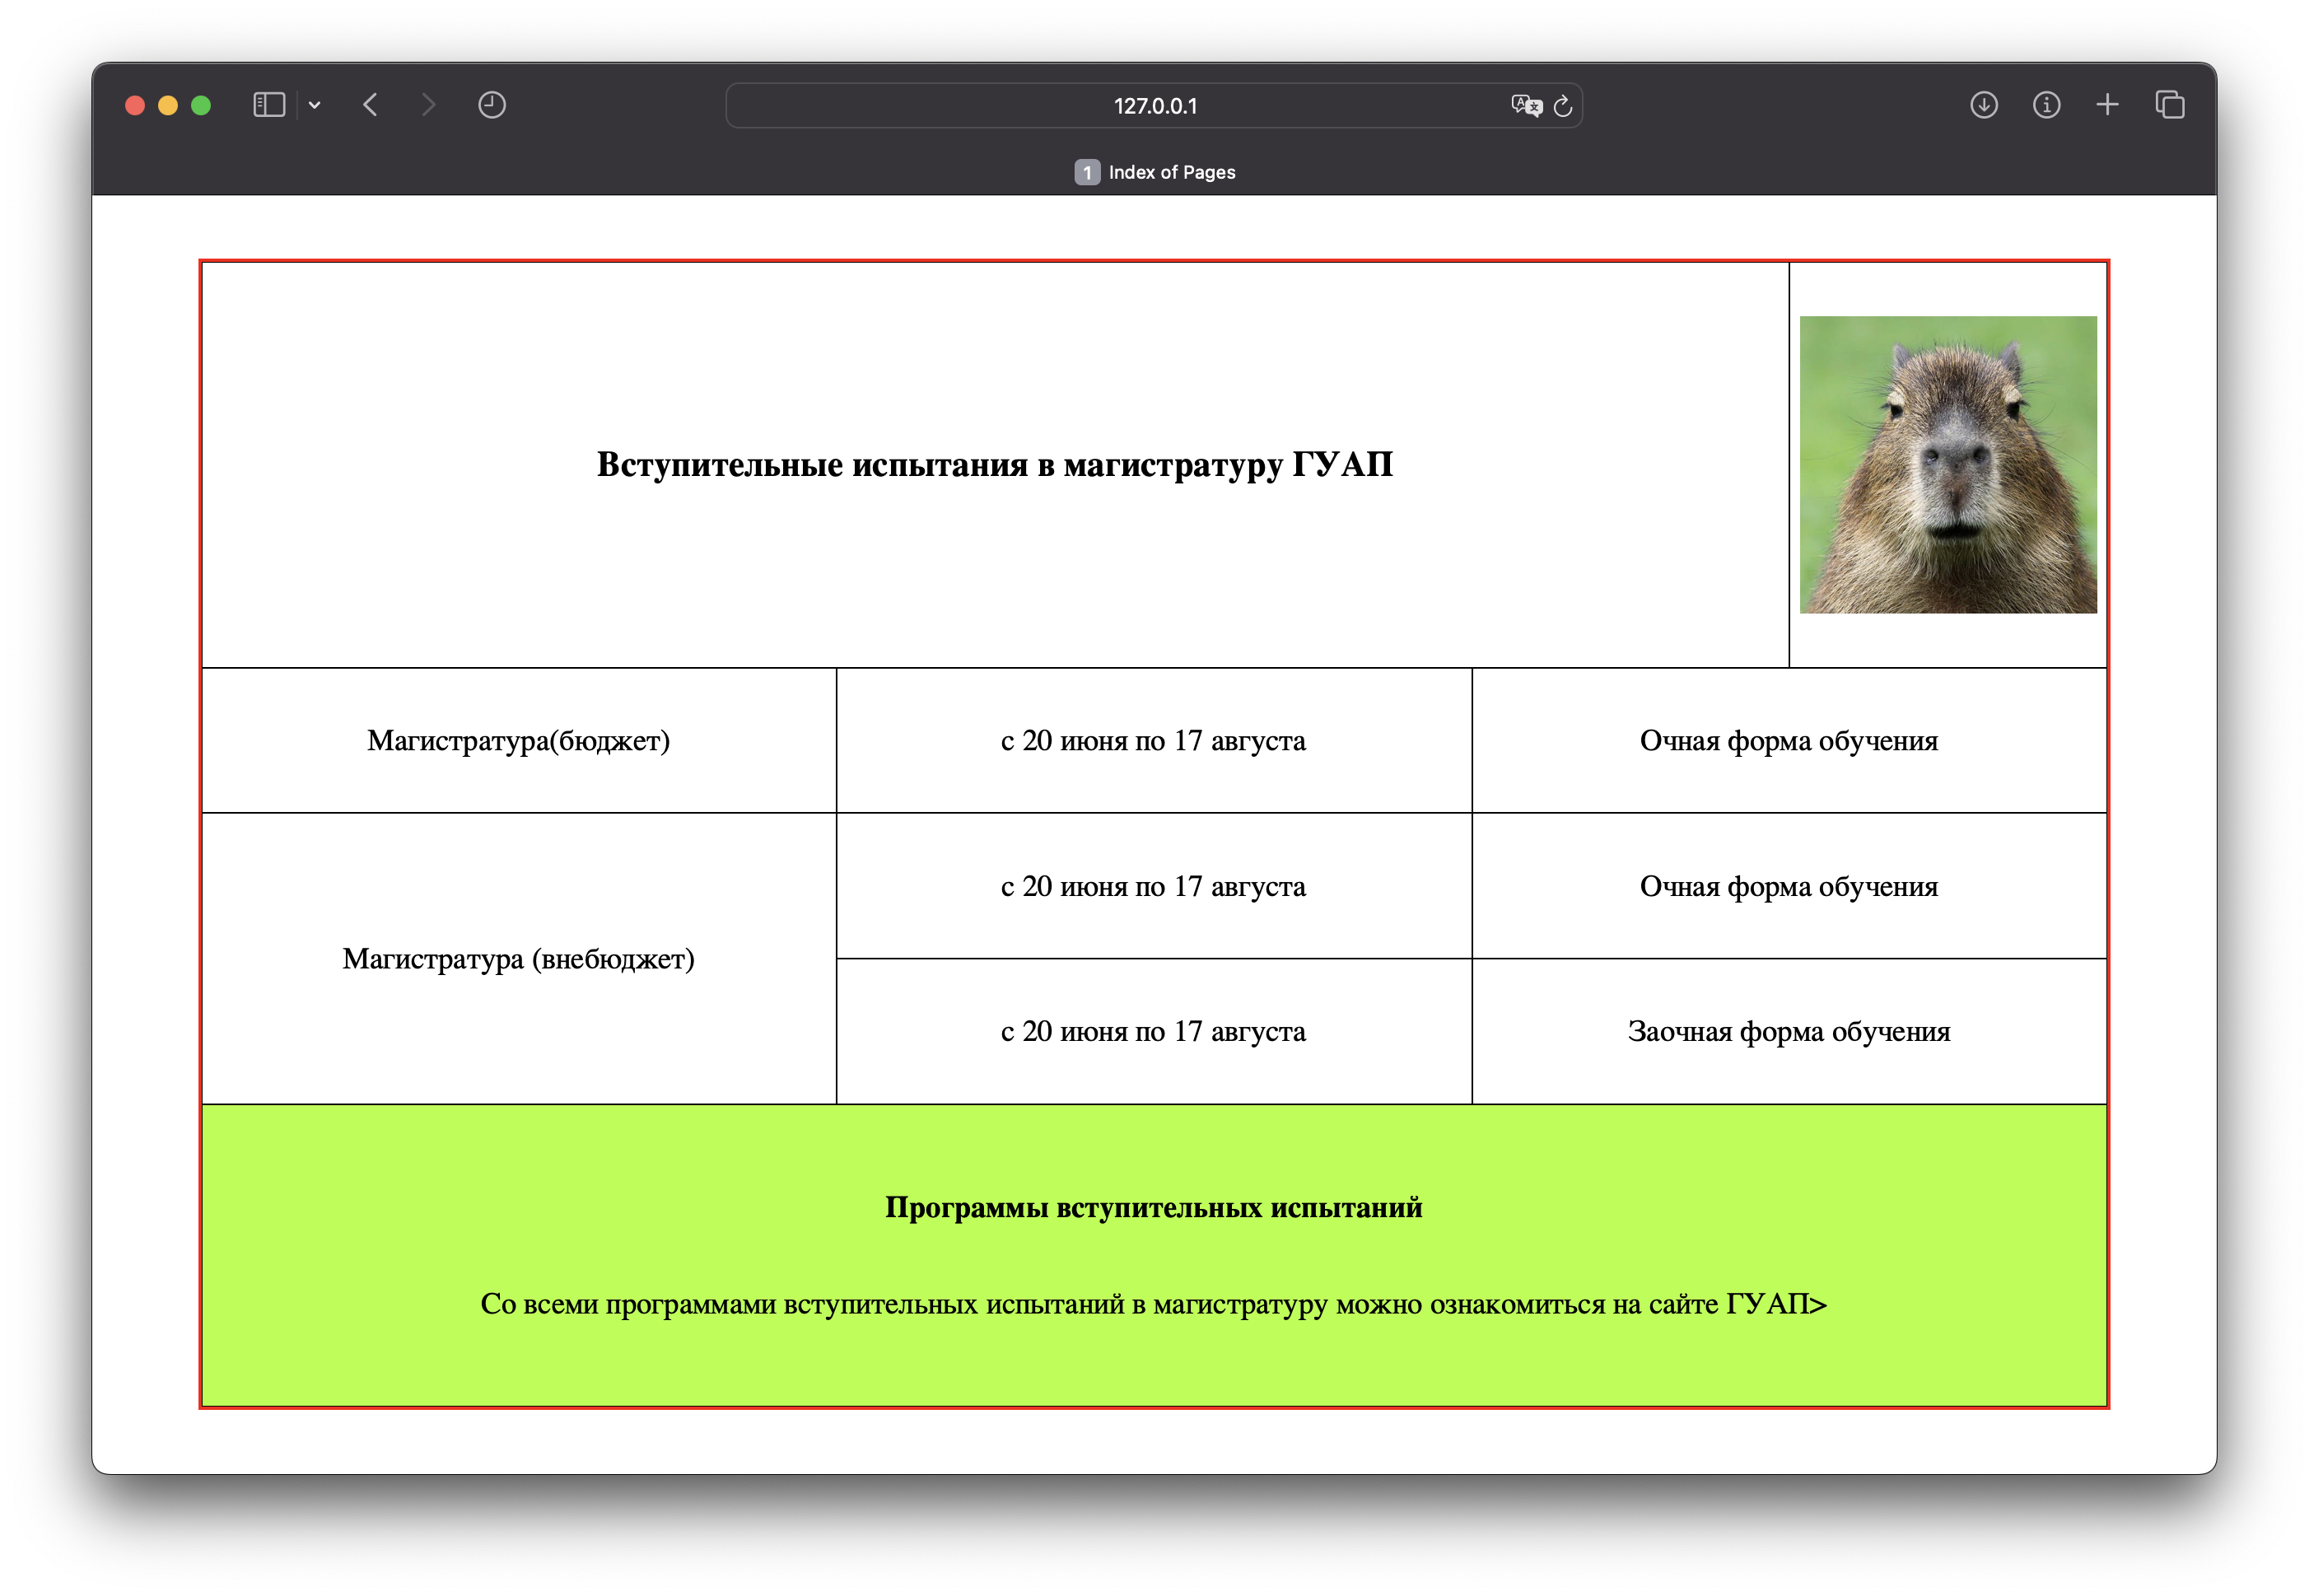 127.0.0.1
1 Index of Pages
Вступительные испытания в магистратуру ГУАП
Магистратура(бюджет)
с 20 июня по 17 августа
Очная форма обучения
Магистратура (внебюджет)
с 20 июня по 17 августа
Очная форма обучения
с 20 июня по 17 августа
Заочная форма обучения
Программы вступительных испытаний
Со всеми программами вступительных испытаний в магистратуру можно ознакомиться на сайте ГУАП>